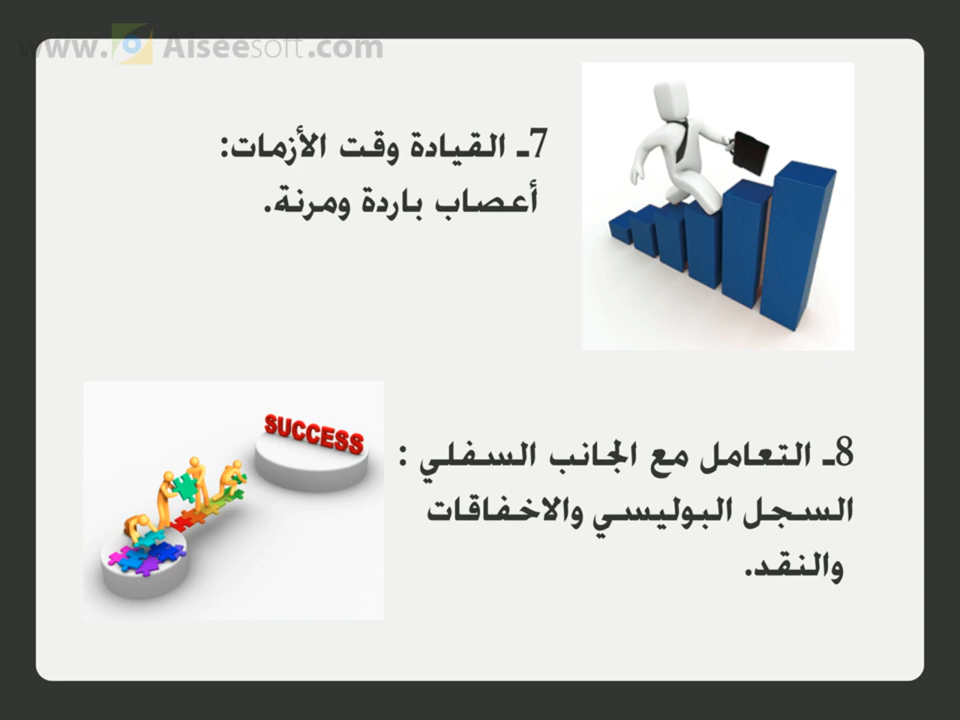 www.Aiseesoft.com
7ـ القيادة وقت الأزمات:
أعصاب باردة ومرنة.
SUCCESS
8ـ التعامل مع الجانب السفلي :
السجل البوليسي والاخفاقات
والنقد.